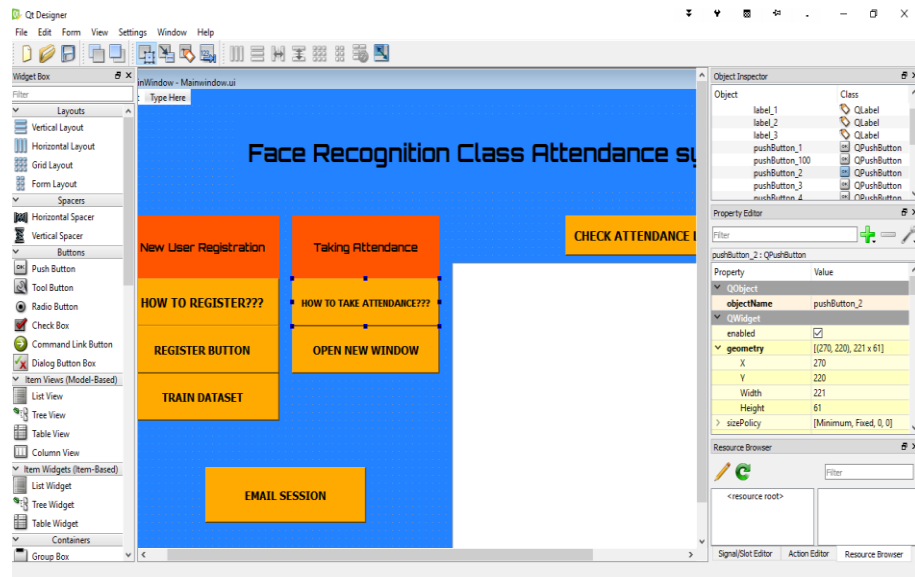 Qt Designer
File Edit Form View Settings Window Help
Widget Box
Filter
Layouts
Vertical Layout
Horizontal Layout
Grid Layout
Form Layout
Spacers
Horizontal Spacer
Vertical Spacer
Buttons
Push Button
Tool Button
Radio Button
Check Box
Command Link Button
Dialog Button Box
Item Views (Model-Based)
List View
Tree View
Table View
Column View
Item Widgets (Item-Based)
List Widget
Tree Widget
Table Widget
Containers
Group Box
inWindow - Mainwindow.ui
Type Here
Face Recognition Class Attendance sy
New User Registration
HOW TO REGISTER???
REGISTER BUTTON
TRAIN DATASET
Taking Attendance
HOW TO TAKE ATTENDANCE???
OPEN NEW WINDOW
CHECK ATTENDANCE
EMAIL SESSION
Object Inspector
Object Class
label_1 QLabel
label_2 QLabel
label_3 QLabel
pushButton_1 QPushButton
pushButton_100 QPushButton
pushButton_2 QPushButton
pushButton_3 QPushButton
pushButton_4 QPushButton
Property Editor
Filter
pushButton_2 : QPushButton
Property Value
QObject
objectName pushButton_2
QWidget
enabled
geometry [(270, 220), 221 x 61]
X 270
Y 220
Width 221
Height 61
sizePolicy [Minimum, Fixed, 0, 0]
Resource Browser
Filter
<resource root>
Signal/Slot Editor Action Editor Resource Browser